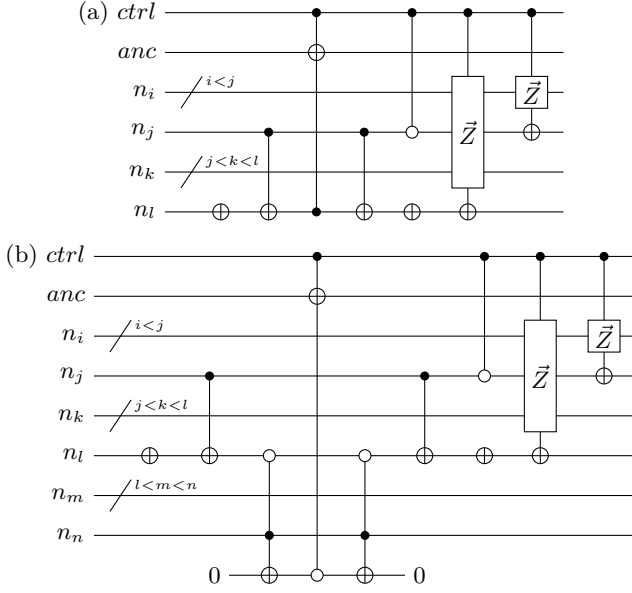 (a) ctrl
anc
n_i i<j
n_j
Z⃗ Z⃗
n_k j<k<l
n_l
(b) ctrl
anc
n_i i<j
Z⃗
n_j
Z⃗
n_k j<k<l
n_l
n_m l<m<n
n_n
0 0